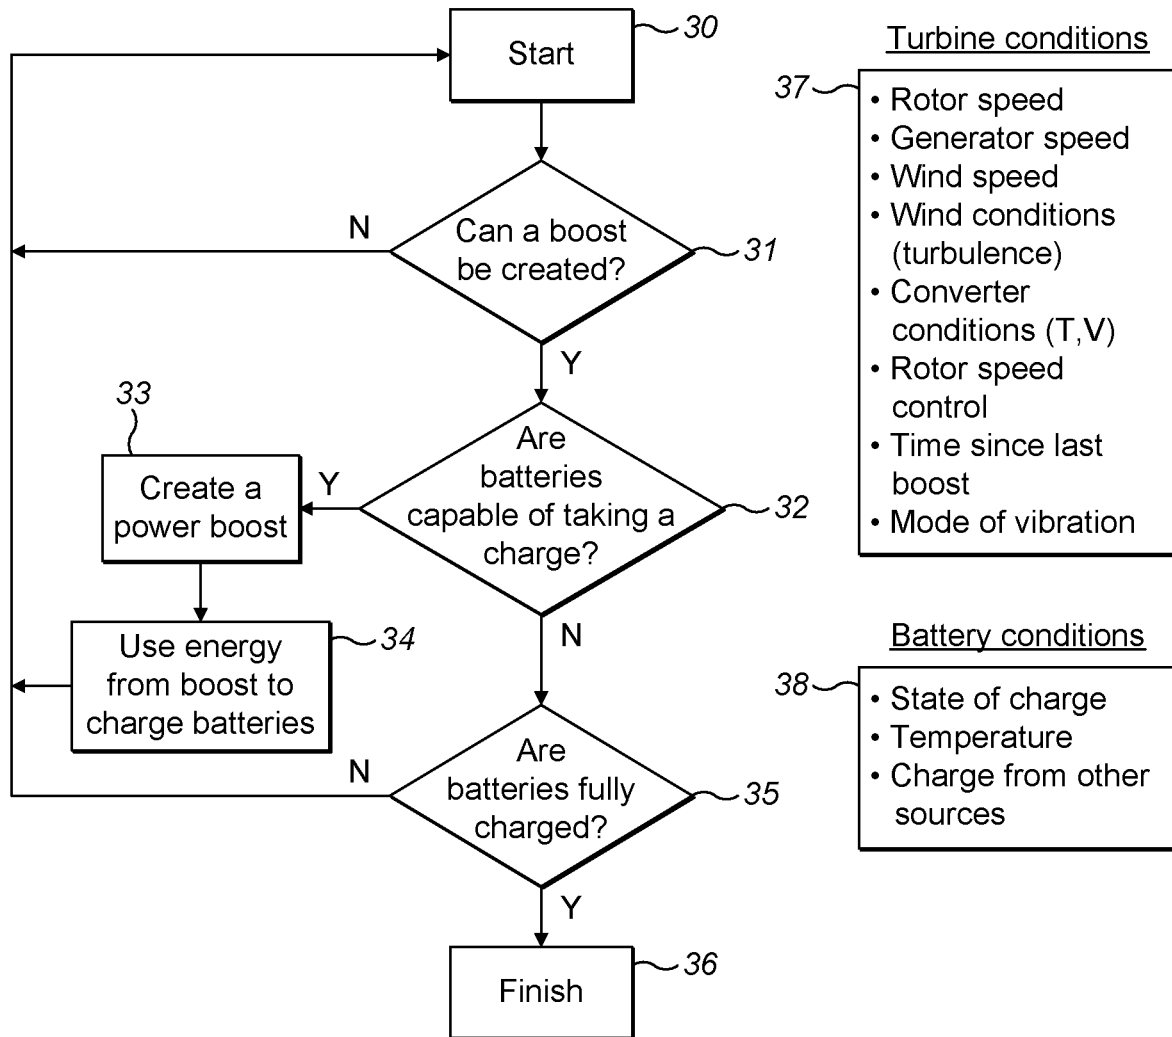 Start
30
Can a boost
be created?
31
N
Y
Are
batteries
capable of taking a
charge?
32
Y
N
33
Create a
power boost
Use energy
from boost to
charge batteries
34
Are
batteries fully
charged?
35
N
Y
Finish
36
Turbine conditions
37
• Rotor speed
• Generator speed
• Wind speed
• Wind conditions
(turbulence)
• Converter
conditions (T,V)
• Rotor speed
control
• Time since last
boost
• Mode of vibration
Battery conditions
38
• State of charge
• Temperature
• Charge from other
sources